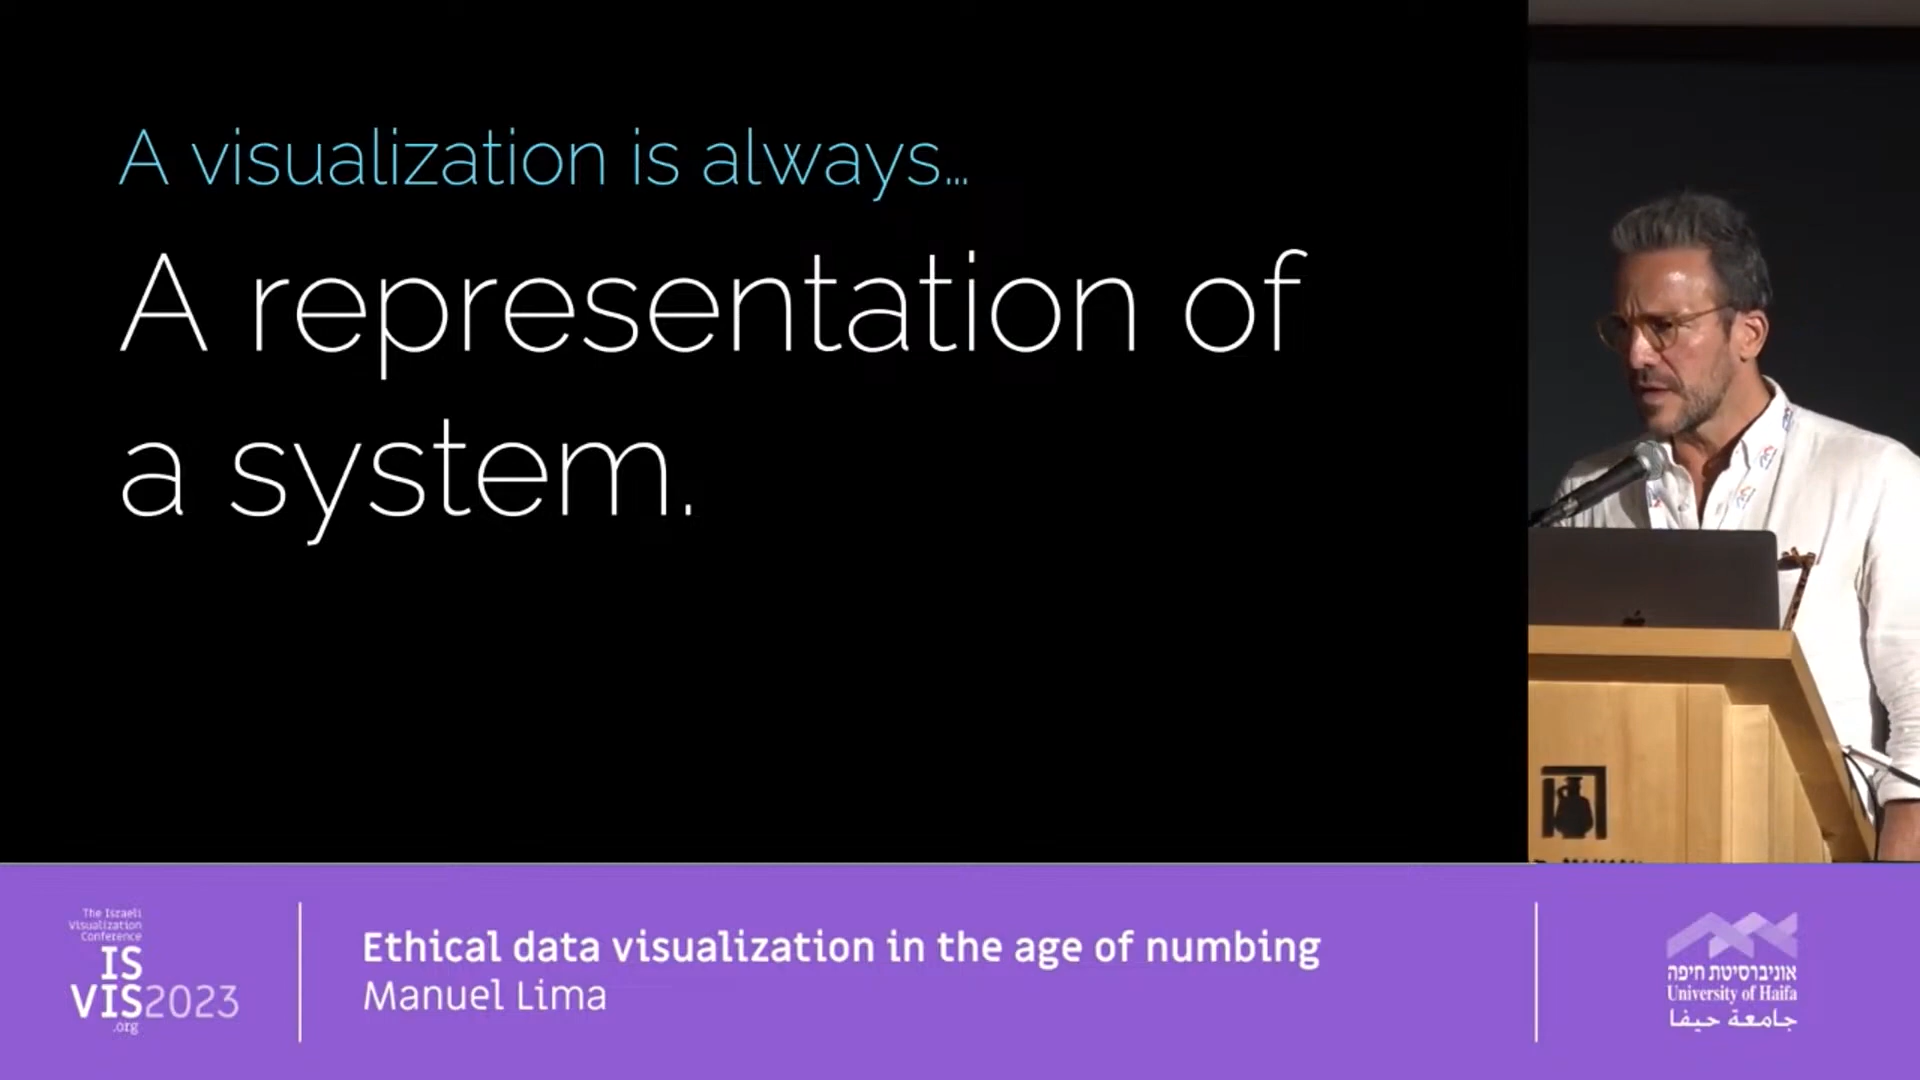 A visualization is always...
A representation of
a system.
The Israeli
Visualization
Conference
IS
VIS2023
.org
Ethical data visualization in the age of numbing
Manuel Lima
אוניברסיטת חיפה
University of Haifa
جامعة حيفا